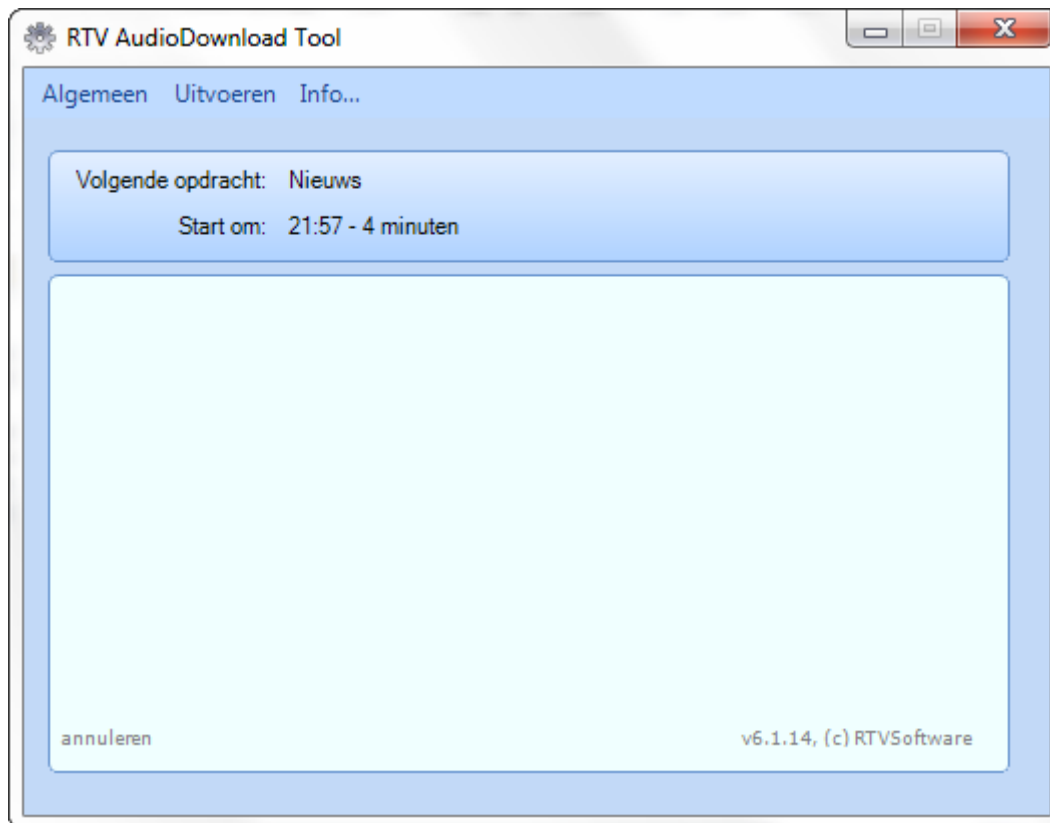 RTV AudioDownload Tool
Algemeen Uitvoeren Info...
Volgende opdracht: Nieuws
Start om: 21:57 - 4 minuten
annuleren v6.1.14, (c) RTVSoftware